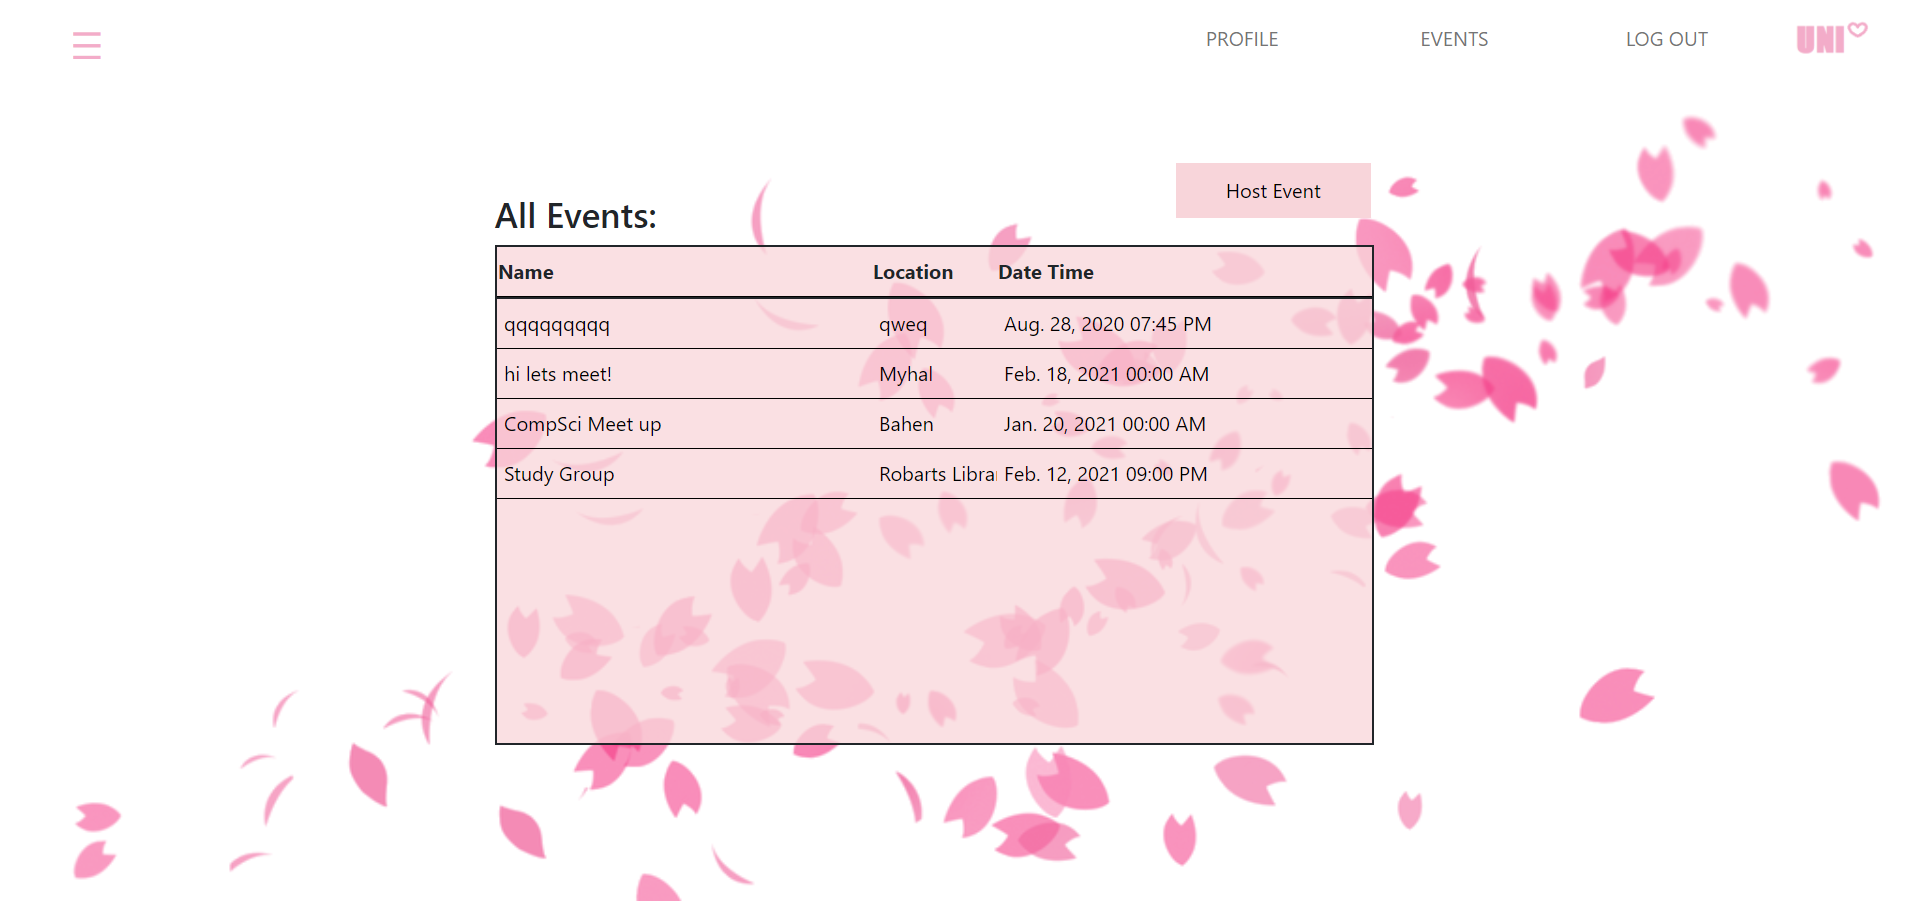 ☰ PROFILE EVENTS LOG OUT UNI♡
Host Event
All Events:
Name Location Date Time
qqqqqqqqq qweq Aug. 28, 2020 07:45 PM
hi lets meet! Myhal Feb. 18, 2021 00:00 AM
CompSci Meet up Bahen Jan. 20, 2021 00:00 AM
Study Group Robarts Libra Feb. 12, 2021 09:00 PM